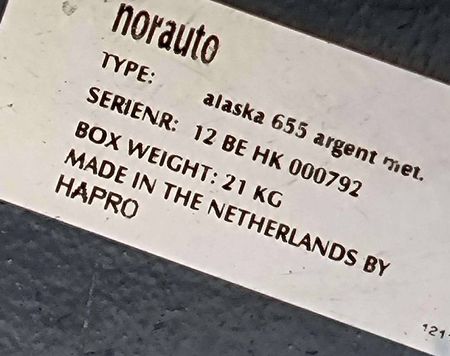 norauto
TYPE: alaska 655 argent met.
SERIENR: 12 BE HK 000792
BOX WEIGHT: 21 KG
MADE IN THE NETHERLANDS BY
HAPRO